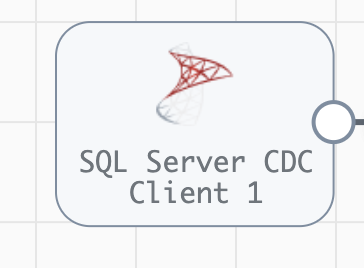 SQL Server CDC
Client 1